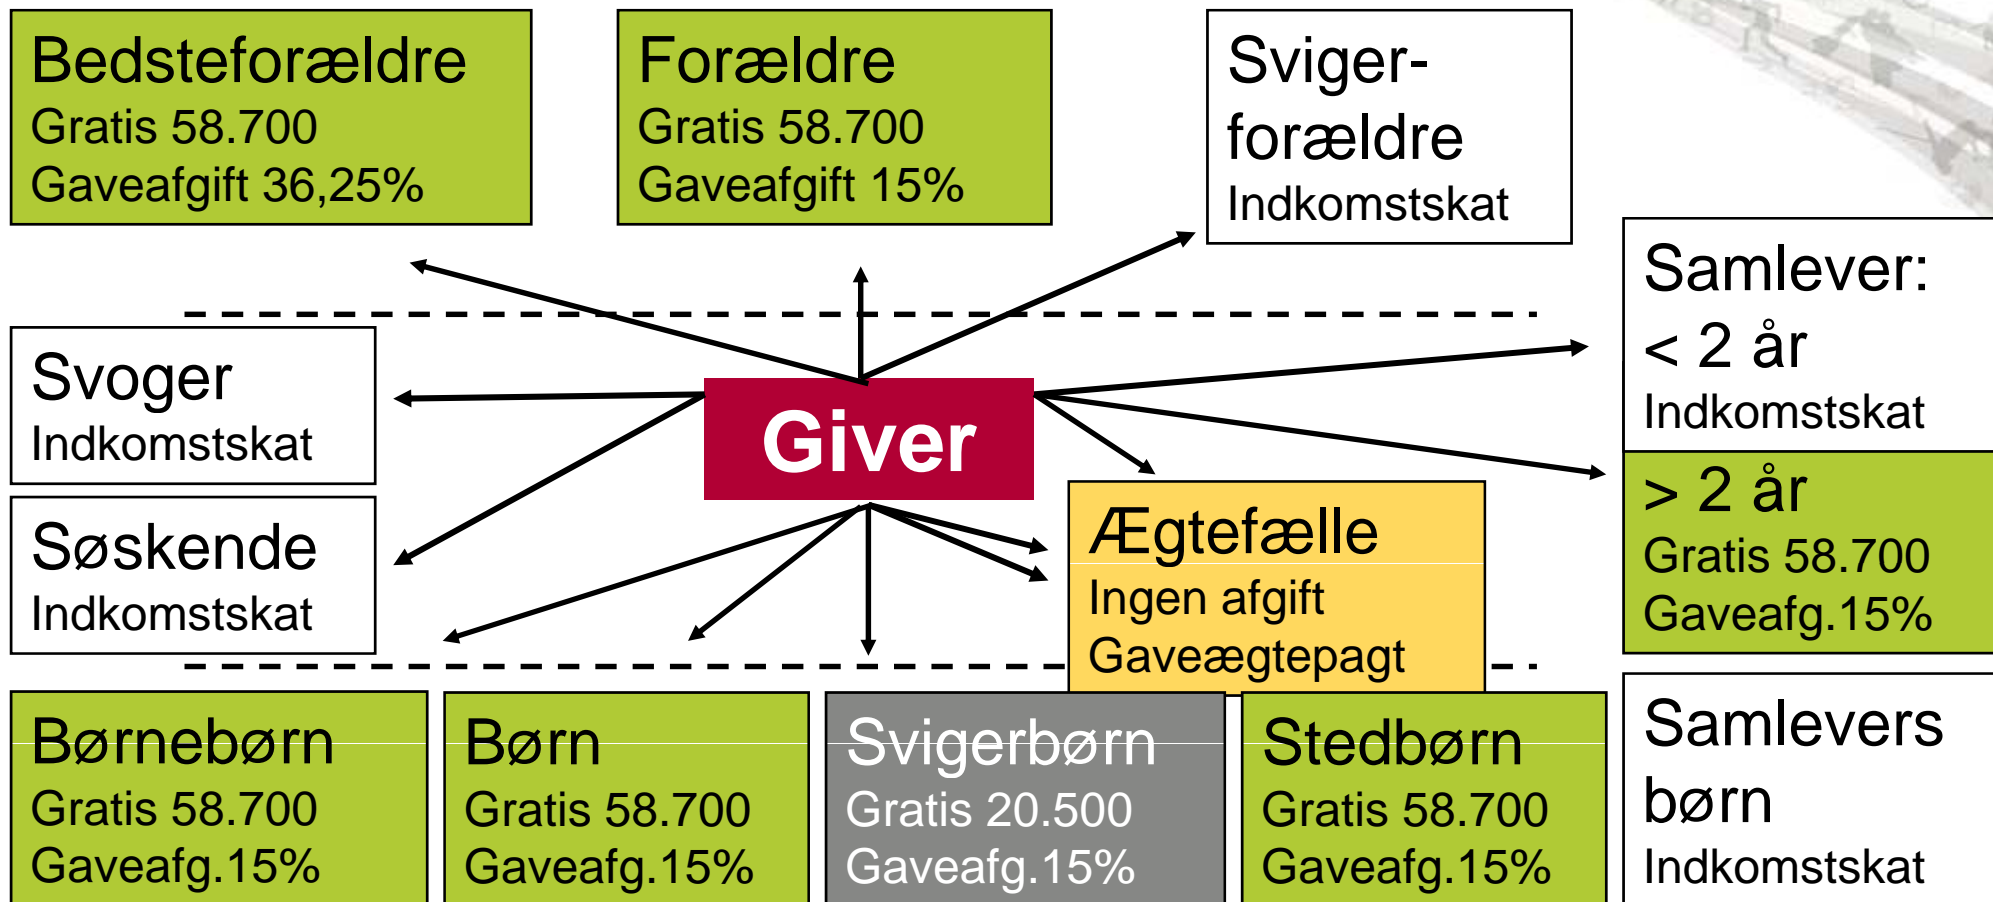 Bedsteforældre
Gratis 58.700
Gaveafgift 36,25%
Forældre
Gratis 58.700
Gaveafgift 15%
Sviger-
forældre
Indkomstskat
Samlever:
< 2 år
Indkomstskat
> 2 år
Gratis 58.700
Gaveafg.15%
Svoger
Indkomstskat
Giver
Søskende
Indkomstskat
Ægtefælle
Ingen afgift
Gaveægtepagt
Børnebørn
Gratis 58.700
Gaveafg.15%
Børn
Gratis 58.700
Gaveafg.15%
Svigerbørn
Gratis 20.500
Gaveafg.15%
Stedbørn
Gratis 58.700
Gaveafg.15%
Samlevers
børn
Indkomstskat